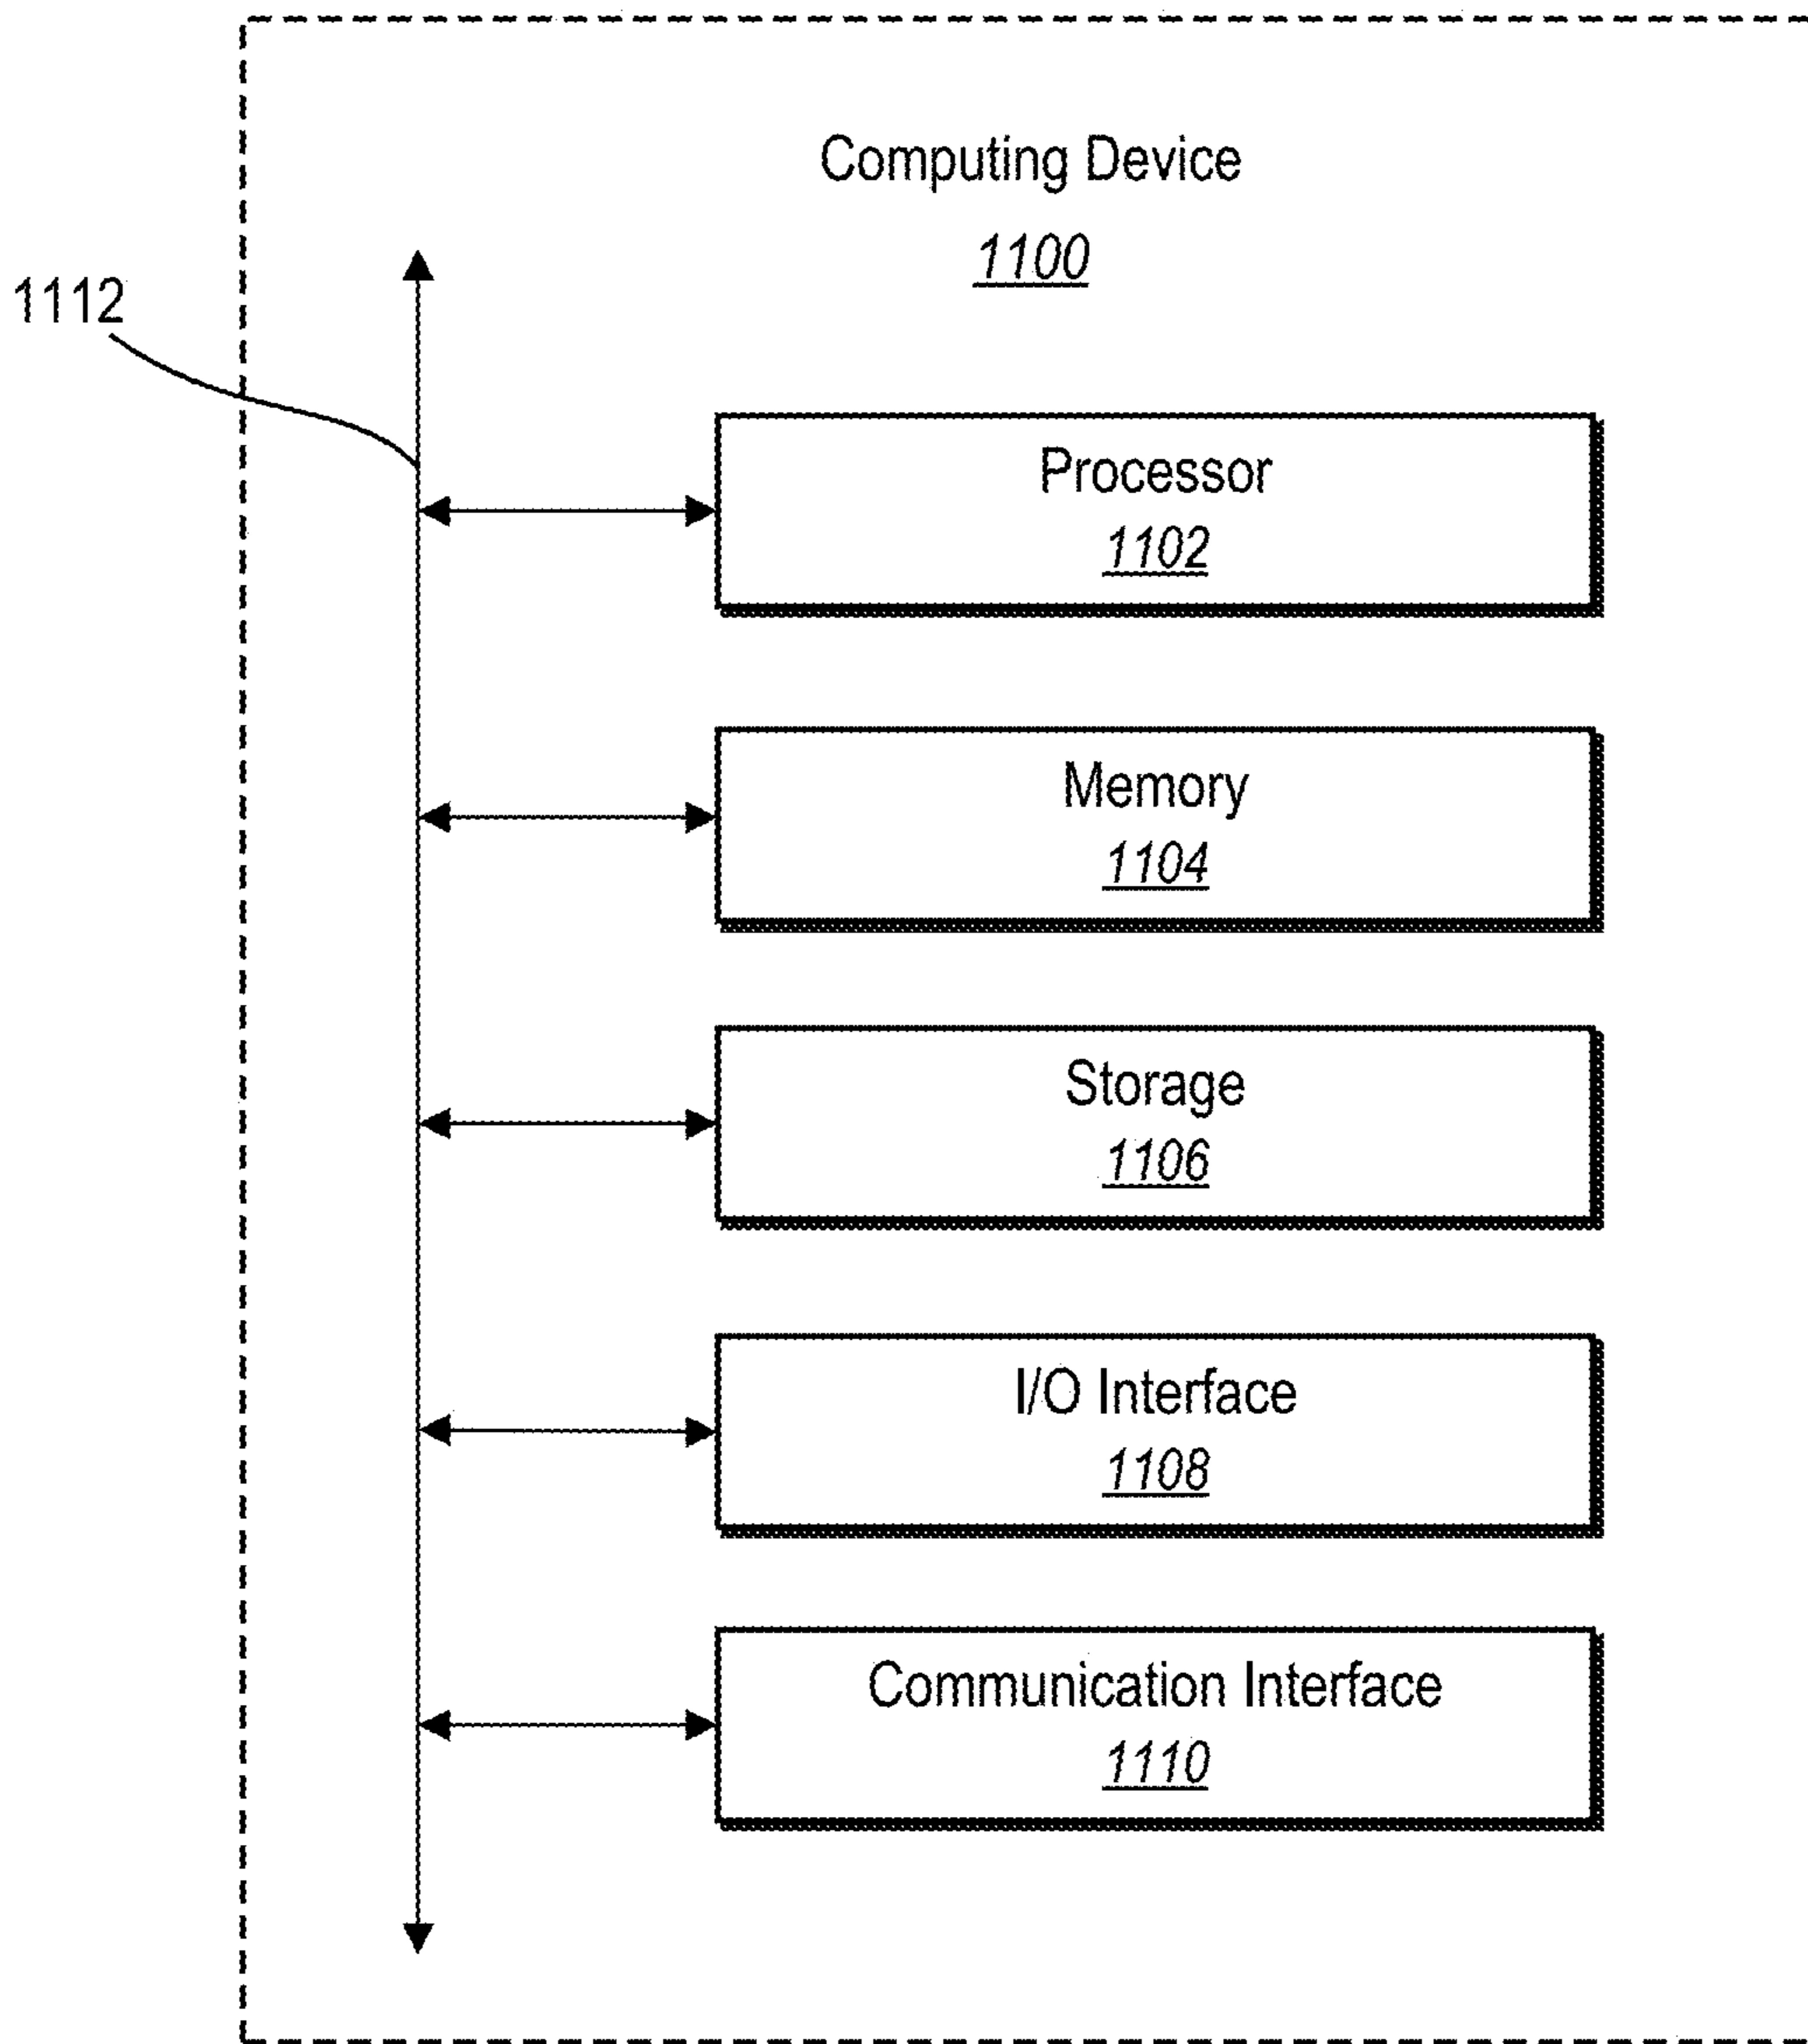 Computing Device
1100
1112
Processor
1102
Memory
1104
Storage
1106
I/O Interface
1108
Communication Interface
1110